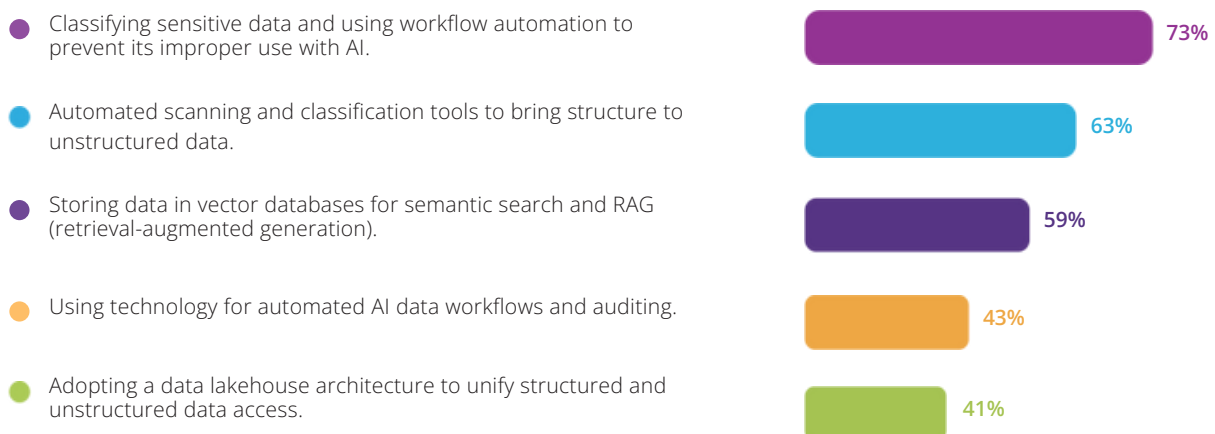 Classifying sensitive data and using workflow automation to
prevent its improper use with AI.
73%
Automated scanning and classification tools to bring structure to
unstructured data.
63%
Storing data in vector databases for semantic search and RAG
(retrieval-augmented generation).
59%
Using technology for automated AI data workflows and auditing.
43%
Adopting a data lakehouse architecture to unify structured and
unstructured data access.
41%